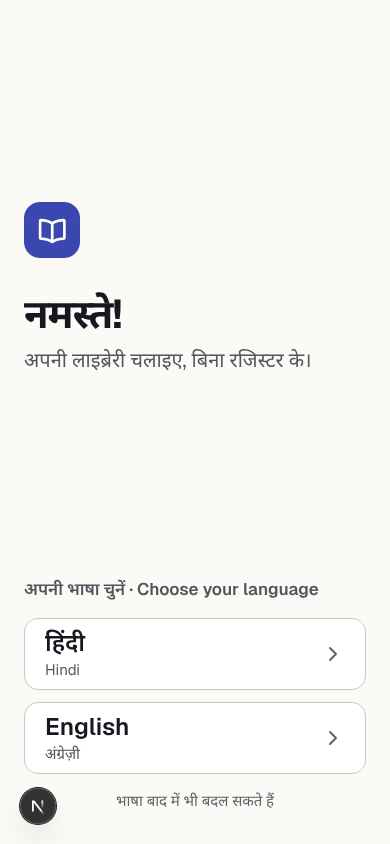 नमस्ते!
अपनी लाइब्रेरी चलाइए, बिना रजिस्टर के।
अपनी भाषा चुनें · Choose your language
हिंदी
Hindi
English
अंग्रेज़ी
भाषा बाद में भी बदल सकते हैं
N